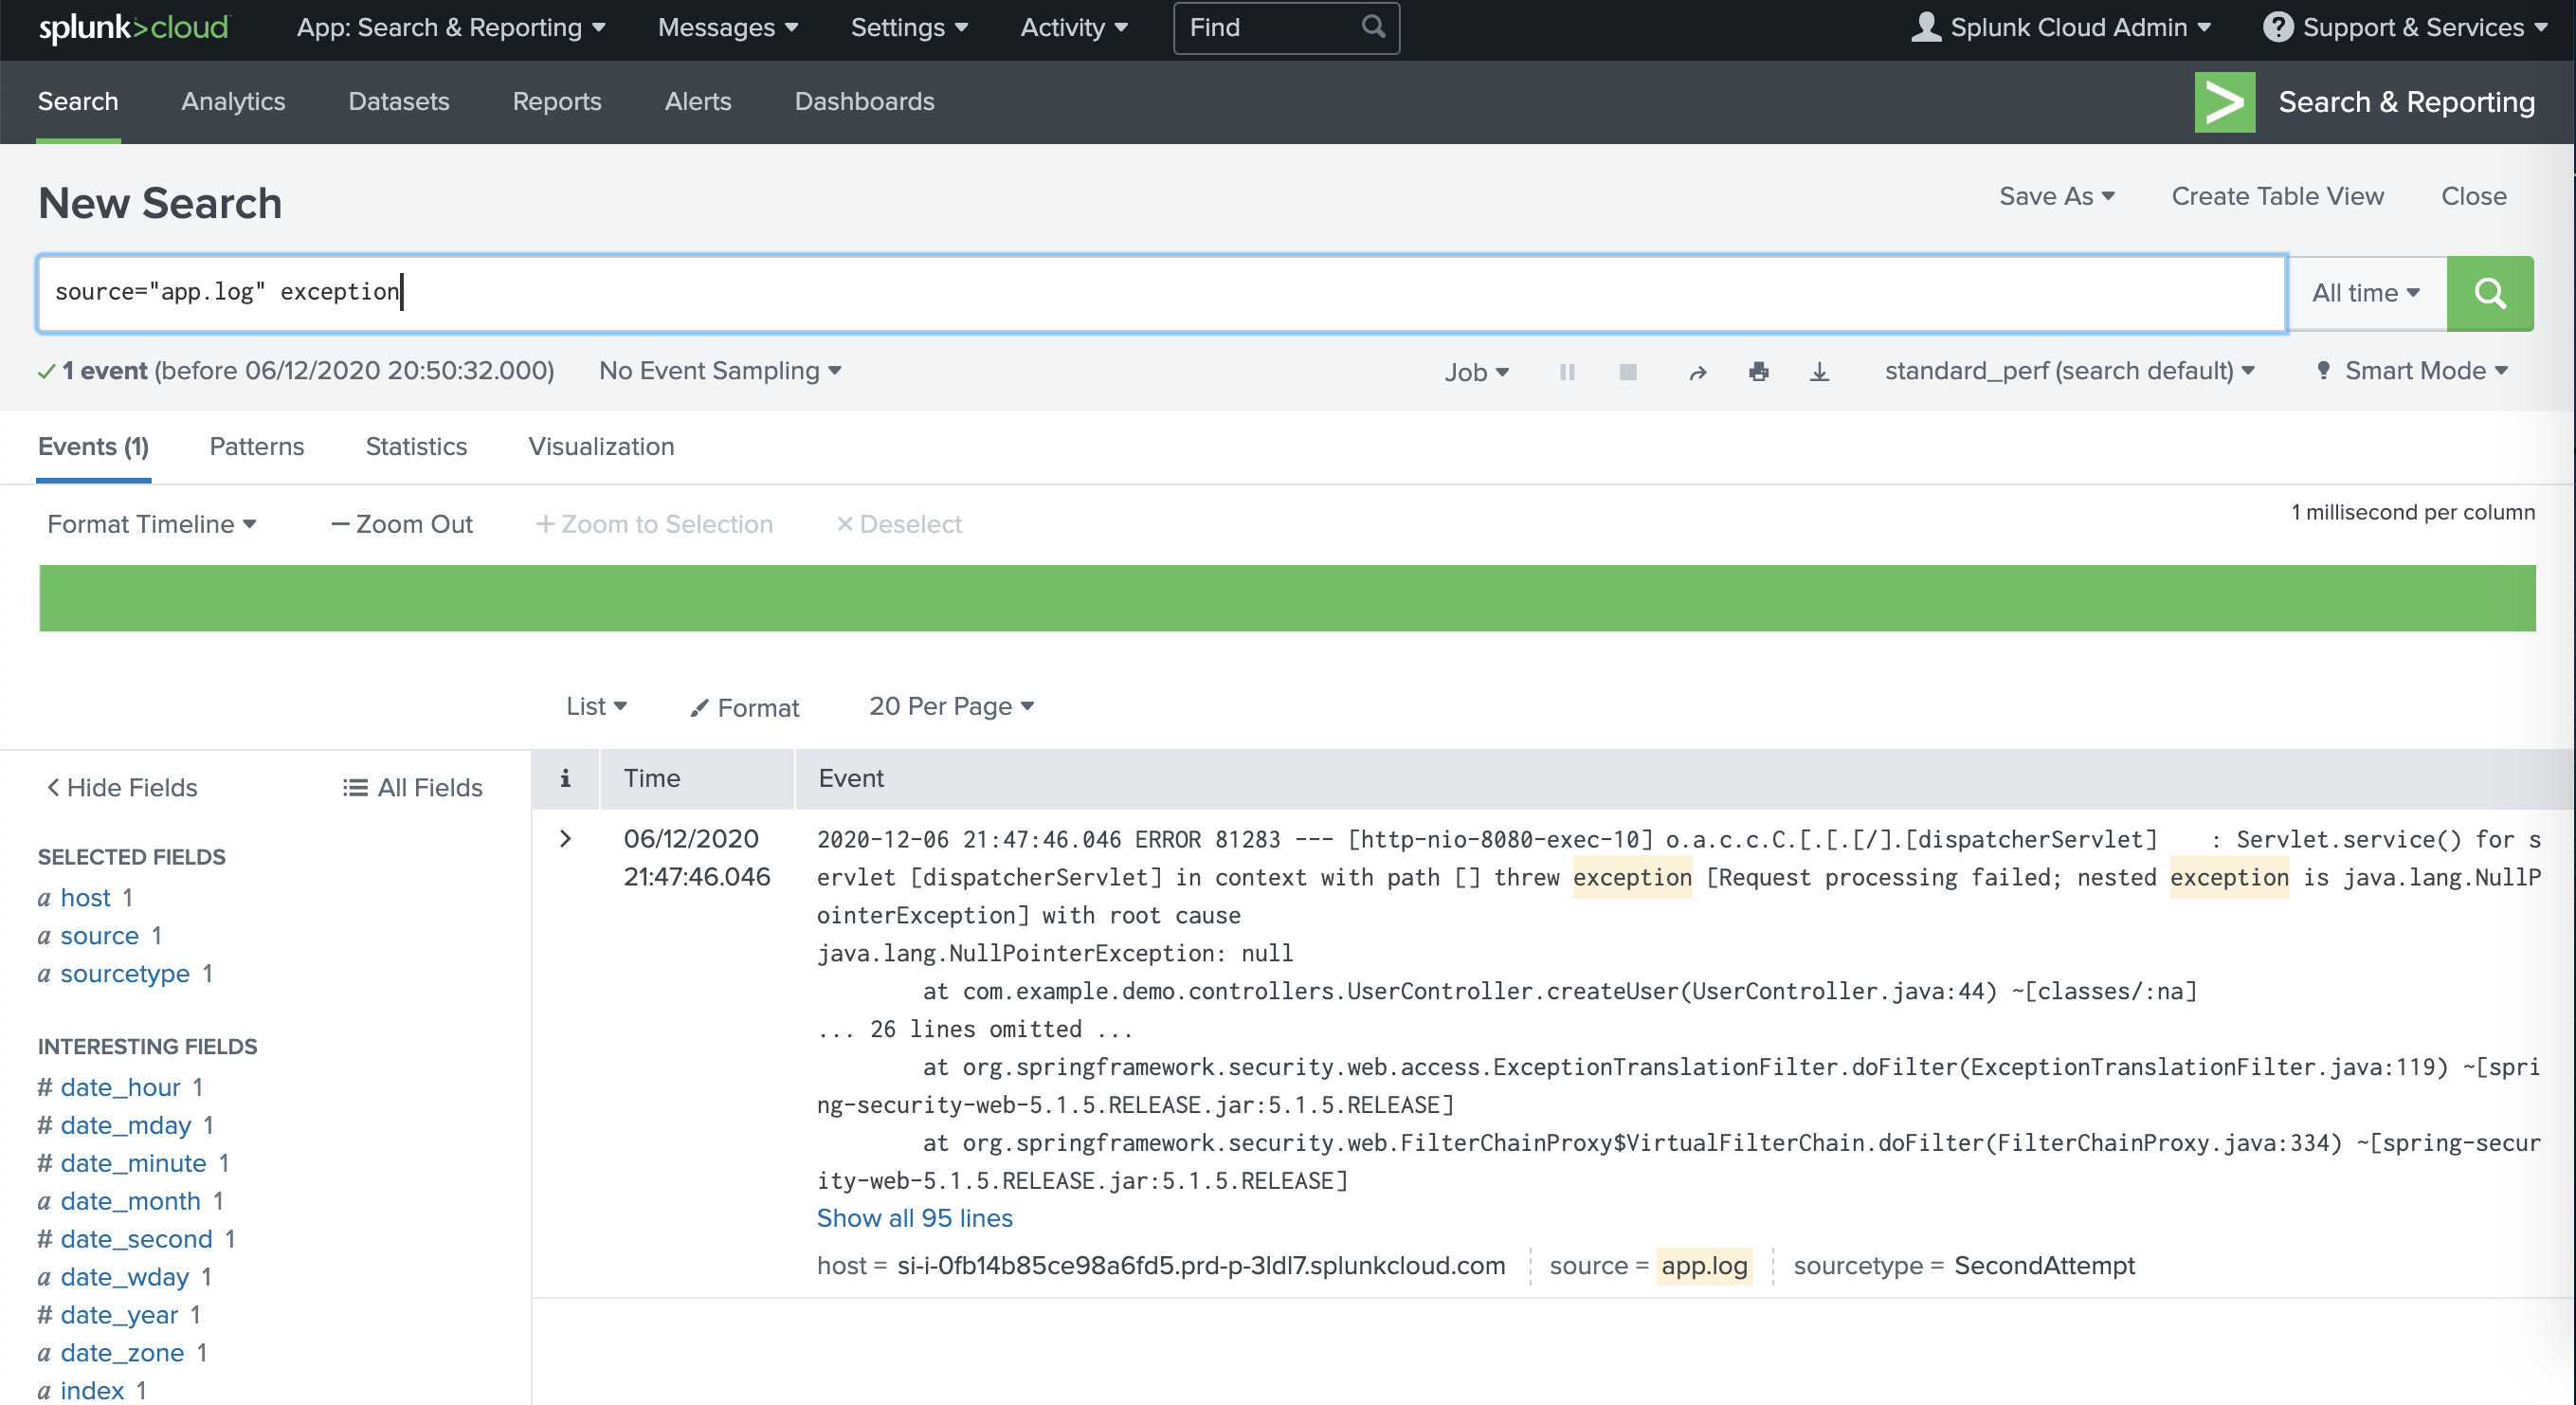 splunk>cloud App: Search & Reporting Messages Settings Activity Find Splunk Cloud Admin ? Support & Services
Search Analytics Datasets Reports Alerts Dashboards > Search & Reporting
New Search Save As Create Table View Close
source="app.log" exception All time
✓ 1 event (before 06/12/2020 20:50:32.000) No Event Sampling Job standard_perf (search default) Smart Mode
Events (1) Patterns Statistics Visualization
Format Timeline — Zoom Out + Zoom to Selection × Deselect 1 millisecond per column
List Format 20 Per Page
< Hide Fields All Fields
i Time Event
SELECTED FIELDS
a host 1
a source 1
a sourcetype 1
INTERESTING FIELDS
# date_hour 1
# date_mday 1
# date_minute 1
a date_month 1
# date_second 1
a date_wday 1
# date_year 1
a date_zone 1
a index 1
> 06/12/2020
21:47:46.046
2020-12-06 21:47:46.046 ERROR 81283 --- [http-nio-8080-exec-10] o.a.c.c.C.[.[.[/].[dispatcherServlet]    : Servlet.service() for s
ervlet [dispatcherServlet] in context with path [] threw exception [Request processing failed; nested exception is java.lang.NullP
ointerException] with root cause
java.lang.NullPointerException: null
at com.example.demo.controllers.UserController.createUser(UserController.java:44) ~[classes/:na]
... 26 lines omitted ...
at org.springframework.security.web.access.ExceptionTranslationFilter.doFilter(ExceptionTranslationFilter.java:119) ~[spri
ng-security-web-5.1.5.RELEASE.jar:5.1.5.RELEASE]
at org.springframework.security.web.FilterChainProxy$VirtualFilterChain.doFilter(FilterChainProxy.java:334) ~[spring-secur
ity-web-5.1.5.RELEASE.jar:5.1.5.RELEASE]
Show all 95 lines
host = si-i-0fb14b85ce98a6fd5.prd-p-3ldl7.splunkcloud.com source = app.log sourcetype = SecondAttempt